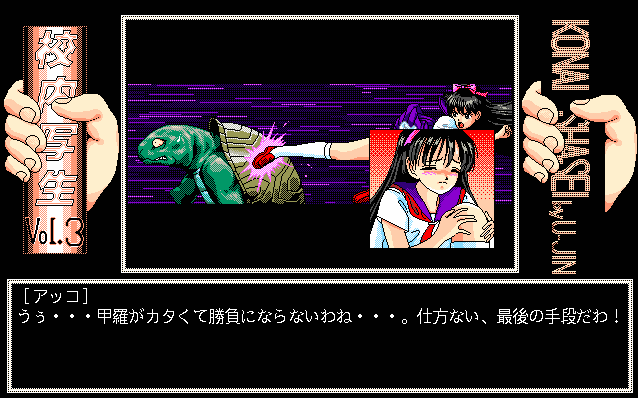 校内写生
Vol.3
KONAI SHASEI
by U-JIN
［アッコ］
うぅ・・・甲羅がカタくて勝負にならないわね・・・。仕方ない、最後の手段だわ！